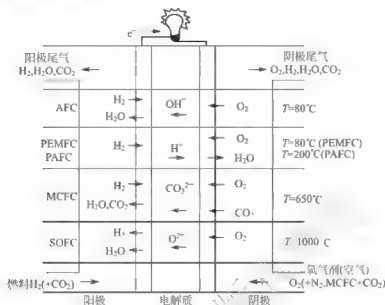 e⁻
阳极尾气 阴极尾气
H₂,H₂O,CO₂ O₂,H₂,H₂O,CO₂
AFC H₂ OH⁻ O₂ T=80℃
H₂O
PEMFC H₂ H⁺ O₂ T=80℃(PEMFC)
PAFC H₂O T=200℃(PAFC)
MCFC H₂ CO₃²⁻ O₂ T=650℃
H₂O,CO₂ CO₂
SOFC H₂ O²⁻ O₂ T 1000 C
H₂O
氧气剂(空气)
燃料H₂(+CO₂) O₂(+N₂,MCFC+CO₂)
阳极 电解质 阴极